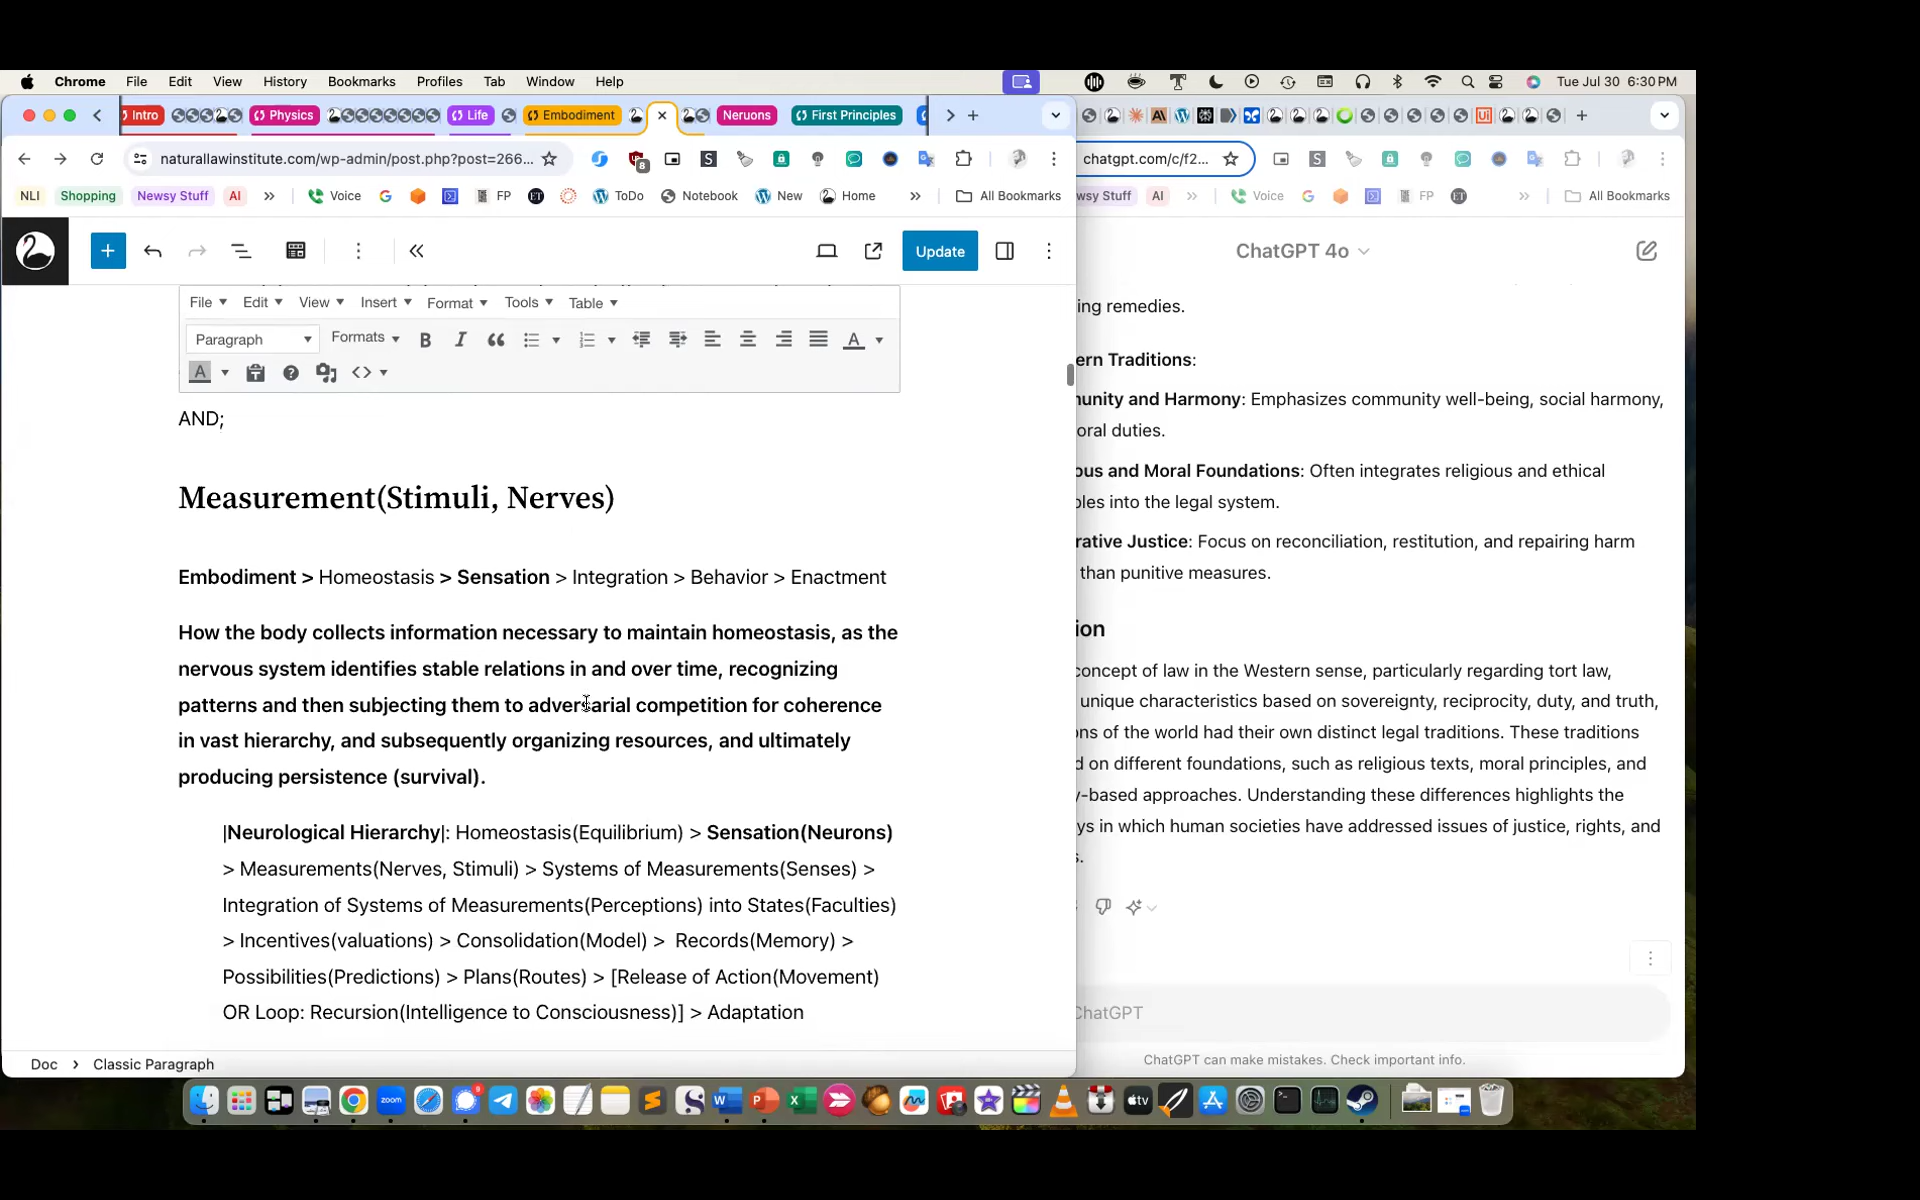 Chrome File Edit View History Bookmarks Profiles Tab Window Help Tue Jul 30 6:30 PM
Intro Physics Life Embodiment Neruons First Principles
naturallawinstitute.com/wp-admin/post.php?post=266... 8
chatgpt.com/c/f2...
NLI Shopping Newsy Stuff AI Voice FP ToDo Notebook New Home All Bookmarks
wsy Stuff AI Voice FP All Bookmarks
Update
ChatGPT 4o
File Edit View Insert Format Tools Table
Paragraph Formats B I A
A
AND;
Measurement(Stimuli, Nerves)
Embodiment > Homeostasis > Sensation > Integration > Behavior > Enactment
How the body collects information necessary to maintain homeostasis, as the
nervous system identifies stable relations in and over time, recognizing
patterns and then subjecting them to adversarial competition for coherence
in vast hierarchy, and subsequently organizing resources, and ultimately
producing persistence (survival).
|Neurological Hierarchy|: Homeostasis(Equilibrium) > Sensation(Neurons)
> Measurements(Nerves, Stimuli) > Systems of Measurements(Senses) >
Integration of Systems of Measurements(Perceptions) into States(Faculties)
> Incentives(valuations) > Consolidation(Model) > Records(Memory) >
Possibilities(Predictions) > Plans(Routes) > [Release of Action(Movement)
OR Loop: Recursion(Intelligence to Consciousness)] > Adaptation
Doc > Classic Paragraph
ing remedies.
ern Traditions:
unity and Harmony: Emphasizes community well-being, social harmony,
oral duties.
ous and Moral Foundations: Often integrates religious and ethical
ples into the legal system.
rative Justice: Focus on reconciliation, restitution, and repairing harm
than punitive measures.
ion
concept of law in the Western sense, particularly regarding tort law,
unique characteristics based on sovereignty, reciprocity, duty, and truth,
ns of the world had their own distinct legal traditions. These traditions
d on different foundations, such as religious texts, moral principles, and
y-based approaches. Understanding these differences highlights the
ys in which human societies have addressed issues of justice, rights, and
s.
ChatGPT
ChatGPT can make mistakes. Check important info.
zoom W P X tv